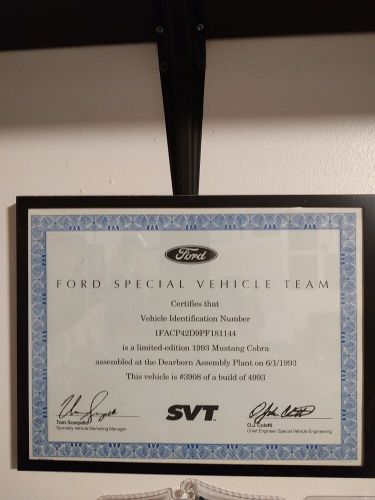 Ford
FORD SPECIAL VEHICLE TEAM
Certifies that
Vehicle Identification Number
1FACP42D9PF181144
is a limited-edition 1993 Mustang Cobra
assembled at the Dearborn Assembly Plant on 6/1/1993
This vehicle is #3908 of a build of 4993
SVT
Tom Scarpello
Specialty Vehicle Marketing Manager
O.J. Coletti
Chief Engineer Special Vehicle Engineering